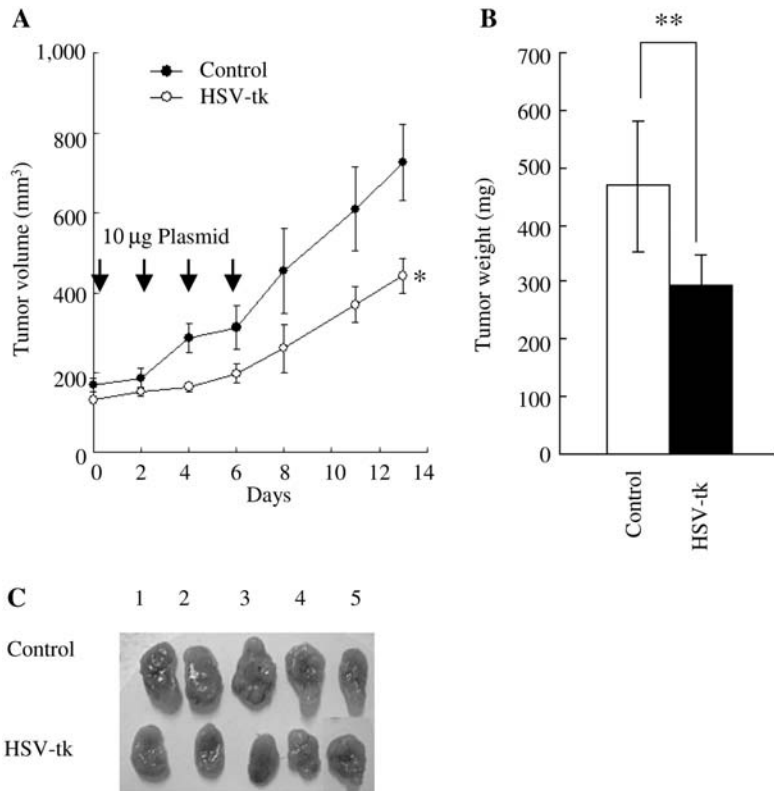 A
1,000
800
600
400
200
0
Tumor volume (mm³)
Control
HSV-tk
10 µg Plasmid
*
0 2 4 6 8 10 12 14
Days
B
**
700
600
500
400
300
200
100
0
Tumor weight (mg)
Control
HSV-tk
C
1 2 3 4 5
Control
HSV-tk